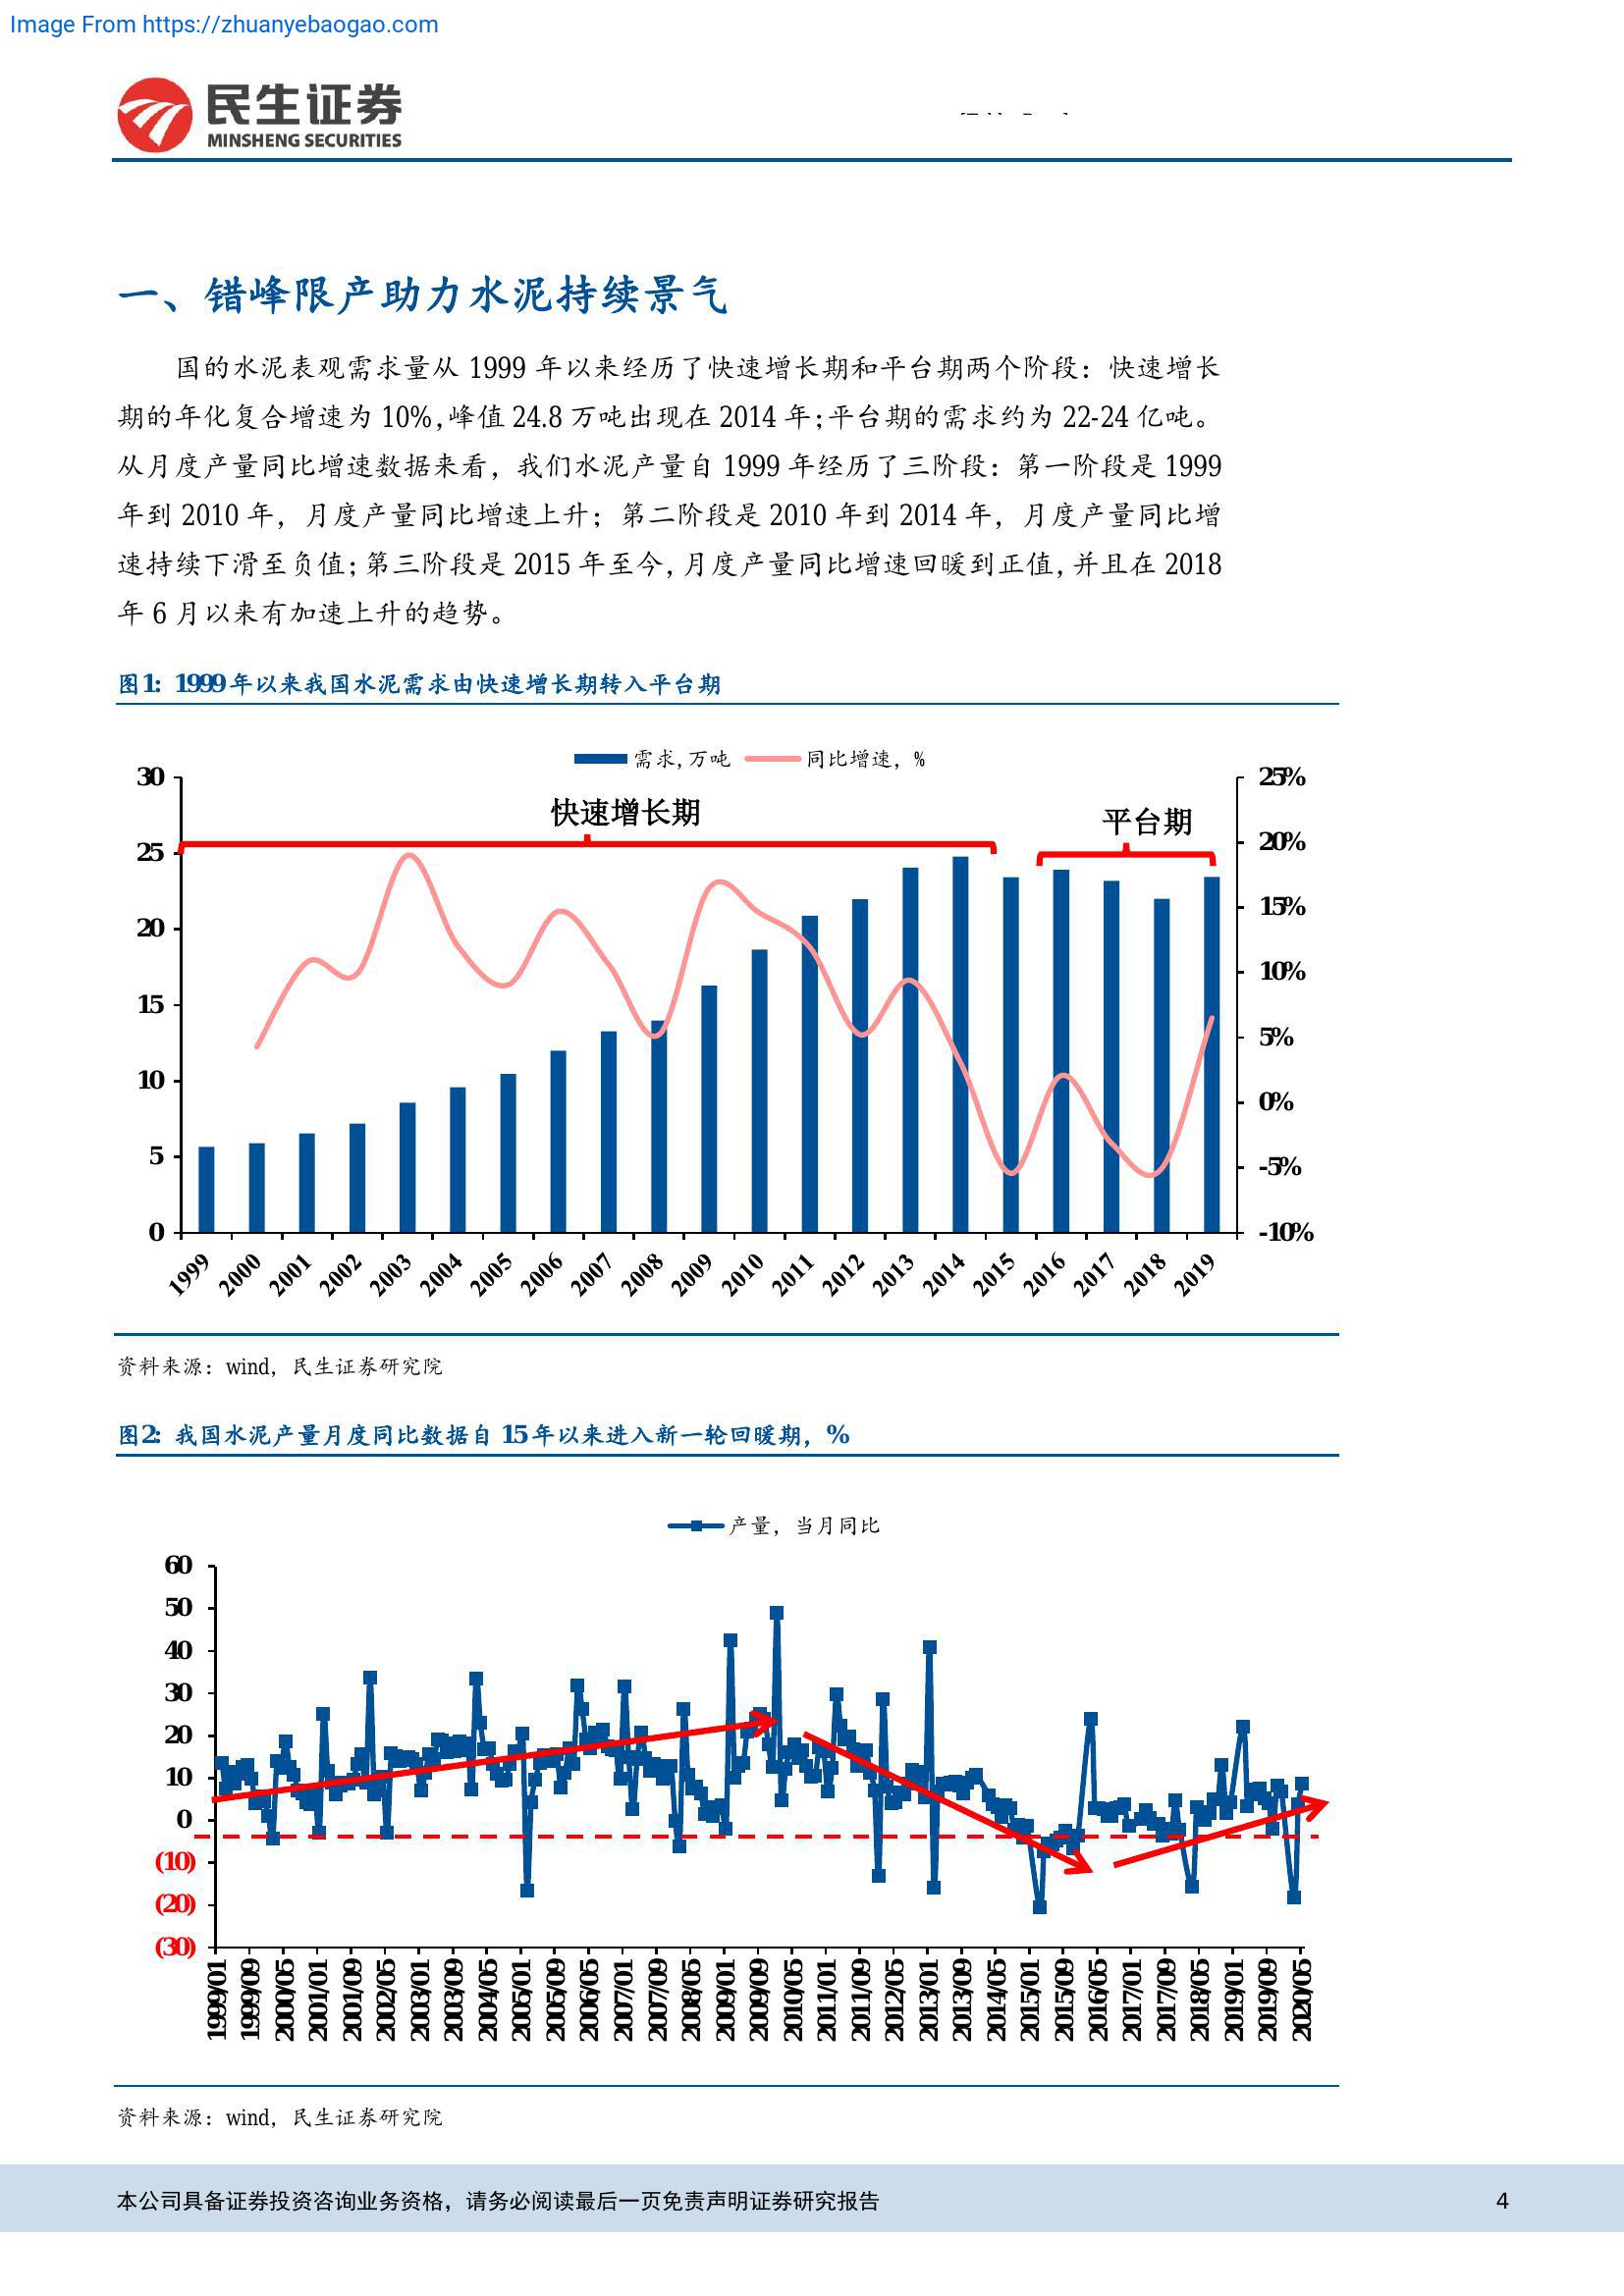 Image From https://zhuanyebaogao.com
民生证券
MINSHENG SECURITIES
一、错峰限产助力水泥持续景气
国的水泥表观需求量从 1999 年以来经历了快速增长期和平台期两个阶段：快速增长
期的年化复合增速为 10%,峰值 24.8 万吨出现在 2014 年;平台期的需求约为 22-24 亿吨。
从月度产量同比增速数据来看，我们水泥产量自 1999 年经历了三阶段：第一阶段是 1999
年到 2010 年，月度产量同比增速上升；第二阶段是 2010 年到 2014 年，月度产量同比增
速持续下滑至负值;第三阶段是 2015 年至今,月度产量同比增速回暖到正值,并且在 2018
年 6 月以来有加速上升的趋势。
图1: 1999年以来我国水泥需求由快速增长期转入平台期
需求,万吨 同比增速，%
快速增长期
平台期
30
25
20
15
10
5
0
25%
20%
15%
10%
5%
0%
-5%
-10%
1999 2000 2001 2002 2003 2004 2005 2006 2007 2008 2009 2010 2011 2012 2013 2014 2015 2016 2017 2018 2019
资料来源：wind，民生证券研究院
图2: 我国水泥产量月度同比数据自 15年以来进入新一轮回暖期，%
产量，当月同比
60
50
40
30
20
10
0
(10)
(20)
(30)
1999/01 1999/09 2000/05 2001/01 2001/09 2002/05 2003/01 2003/09 2004/05 2005/01 2005/09 2006/05 2007/01 2007/09 2008/05 2009/01 2009/09 2010/05 2011/01 2011/09 2012/05 2013/01 2013/09 2014/05 2015/01 2015/09 2016/05 2017/01 2017/09 2018/05 2019/01 2019/09 2020/05
资料来源：wind，民生证券研究院
本公司具备证券投资咨询业务资格，请务必阅读最后一页免责声明证券研究报告
4